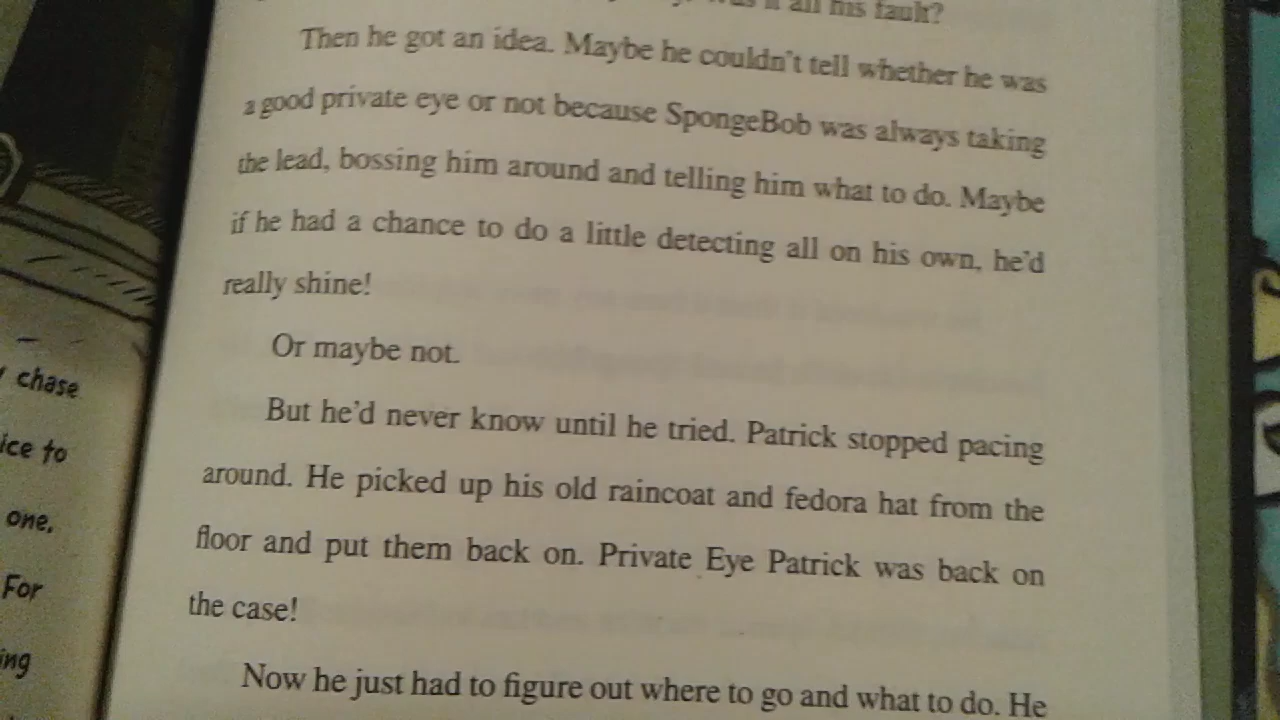 all his fault?
Then he got an idea. Maybe he couldn't tell whether he was
a good private eye or not because SpongeBob was always taking
the lead, bossing him around and telling him what to do. Maybe
if he had a chance to do a little detecting all on his own, he'd
really shine!
Or maybe not.
But he'd never know until he tried. Patrick stopped pacing
around. He picked up his old raincoat and fedora hat from the
floor and put them back on. Private Eye Patrick was back on
the case!
Now he just had to figure out where to go and what to do. He
chase
to
one,
For